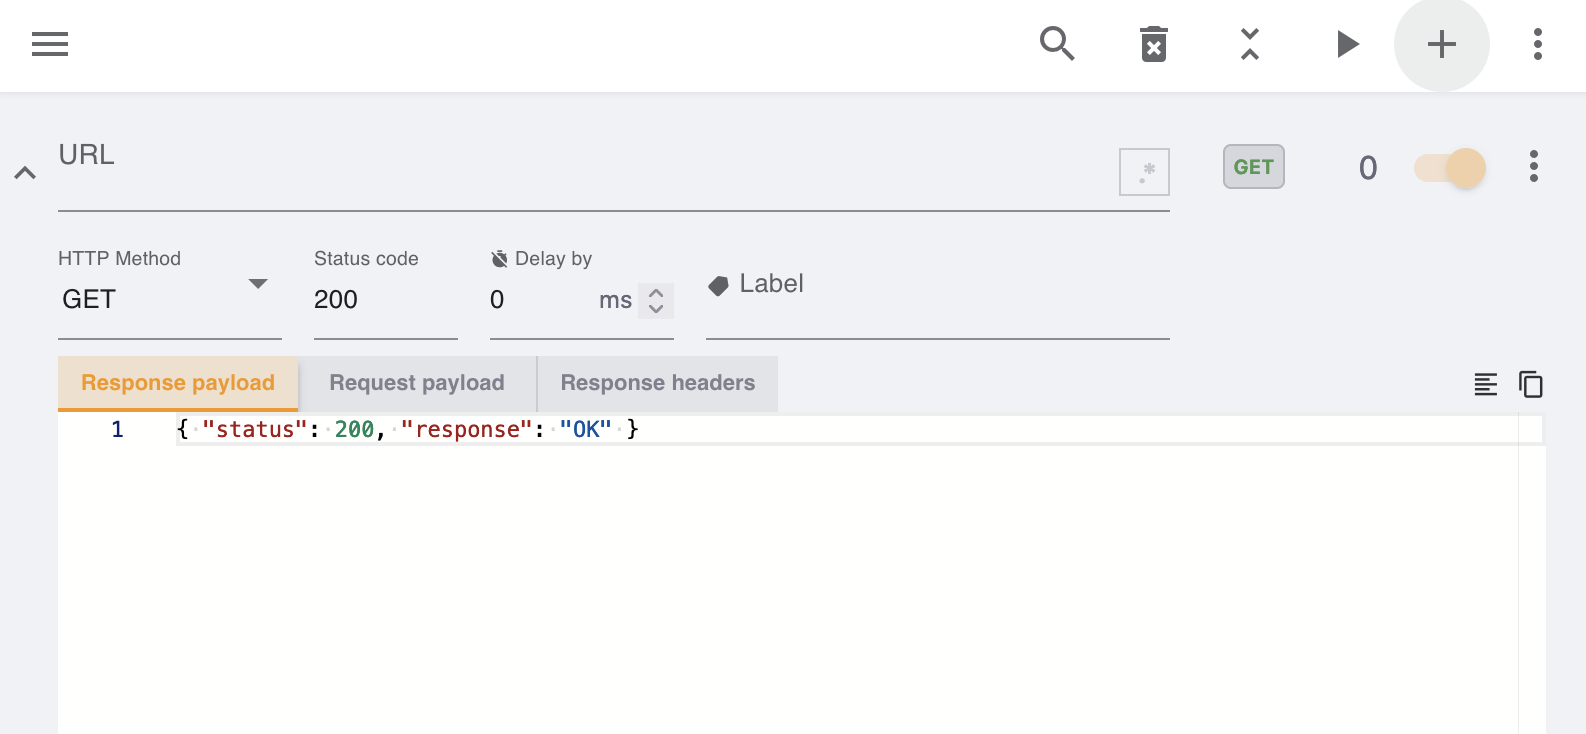 URL
.*
GET
0
HTTP Method
Status code
Delay by
GET
200
0
ms
Label
Response payload
Request payload
Response headers
1
{ "status": 200, "response": "OK" }